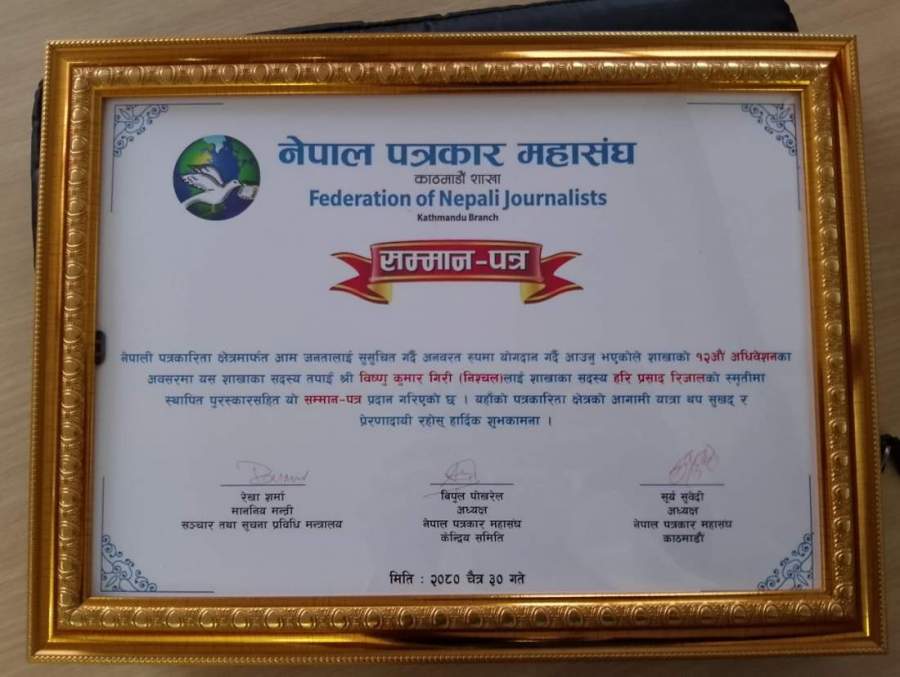 नेपाल पत्रकार महासंघ
काठमाडौं शाखा
Federation of Nepali Journalists
Kathmandu Branch
सम्मान-पत्र
नेपाली पत्रकारिता क्षेत्रमार्फत आम जनतालाई सुसुचित गर्दै अनवरत रुपमा योगदान गर्दै आउनु भएकोले शाखाको १२औं अधिवेशनका
अवसरमा यस शाखाका सदस्य तपाई श्री विष्णु कुमार गिरी (निश्चल)लाई शाखाका सदस्य हरि प्रसाद रिजालको स्मृतीमा
स्थापित पुरस्कारसहित यो सम्मान-पत्र प्रदान गरिएको छ । यहाँको पत्रकारिता क्षेत्रको आगामी यात्रा थप सुखद् र
प्रेरणादायी रहोस् हार्दिक शुभकामना ।
रेखा शर्मा
माननिय मन्त्री
सञ्चार तथा सुचना प्रविधि मन्त्रालय
बिपुल पोखरेल
अध्यक्ष
नेपाल पत्रकार महासंघ
केन्द्रिय समिति
सुर्य सुवेदी
अध्यक्ष
नेपाल पत्रकार महासंघ
काठमाडौं
मिति : २०८० चैत्र ३० गते